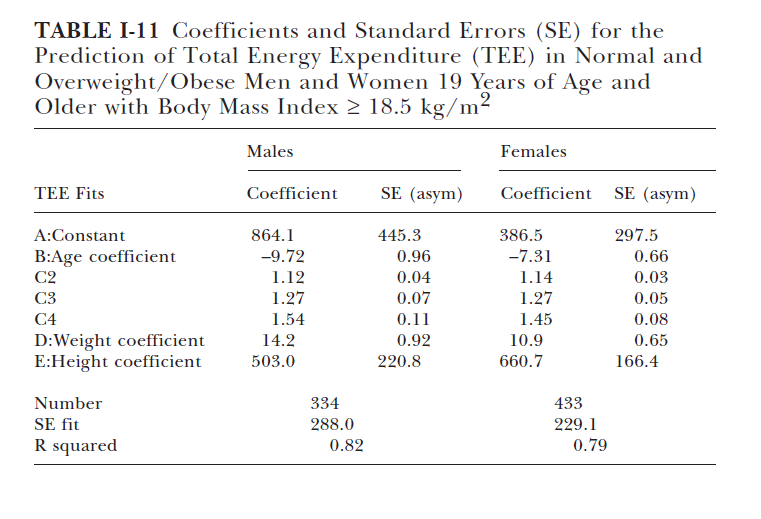 TABLE I-11 Coefficients and Standard Errors (SE) for the
Prediction of Total Energy Expenditure (TEE) in Normal and
Overweight/Obese Men and Women 19 Years of Age and
Older with Body Mass Index ≥ 18.5 kg/m²
Males Females
TEE Fits Coefficient SE (asym) Coefficient SE (asym)
A:Constant 864.1 445.3 386.5 297.5
B:Age coefficient –9.72 0.96 –7.31 0.66
C2 1.12 0.04 1.14 0.03
C3 1.27 0.07 1.27 0.05
C4 1.54 0.11 1.45 0.08
D:Weight coefficient 14.2 0.92 10.9 0.65
E:Height coefficient 503.0 220.8 660.7 166.4
Number 334 433
SE fit 288.0 229.1
R squared 0.82 0.79